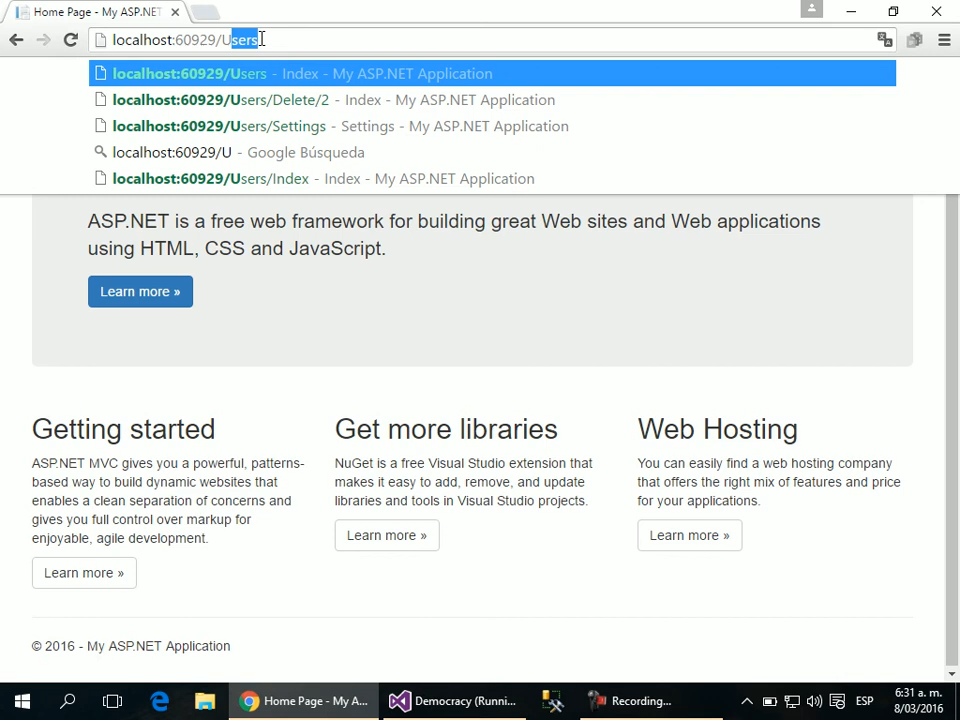 Home Page - My ASP.NET
localhost:60929/Users
localhost:60929/Users - Index - My ASP.NET Application
localhost:60929/Users/Delete/2 - Index - My ASP.NET Application
localhost:60929/Users/Settings - Settings - My ASP.NET Application
localhost:60929/U - Google Búsqueda
localhost:60929/Users/Index - Index - My ASP.NET Application
ASP.NET is a free web framework for building great Web sites and Web applications
using HTML, CSS and JavaScript.
Learn more »
Getting started
ASP.NET MVC gives you a powerful, patterns-
based way to build dynamic websites that
enables a clean separation of concerns and
gives you full control over markup for
enjoyable, agile development.
Learn more »
Get more libraries
NuGet is a free Visual Studio extension that
makes it easy to add, remove, and update
libraries and tools in Visual Studio projects.
Learn more »
Web Hosting
You can easily find a web hosting company
that offers the right mix of features and price
for your applications.
Learn more »
© 2016 - My ASP.NET Application
Home Page - My A...
Democracy (Runni...
Recording...
ESP
6:31 a. m.
8/03/2016